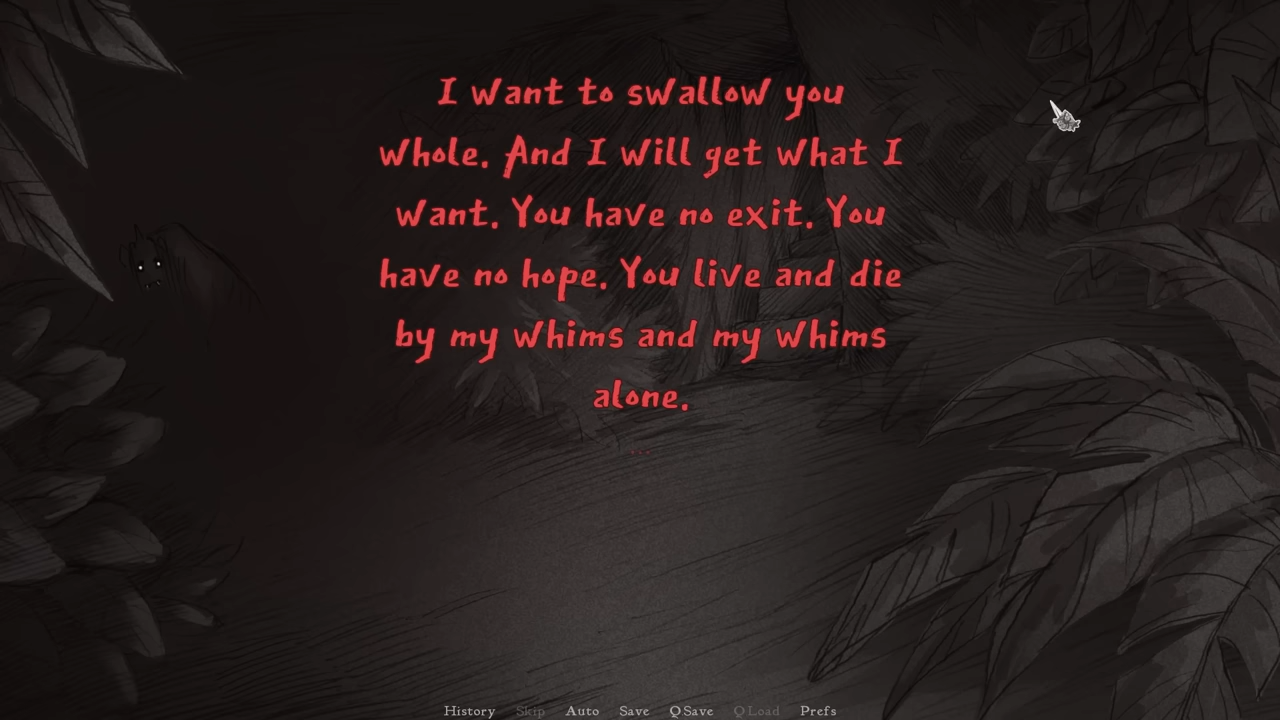 I want to swallow you
whole. And I will get what I
want. You have no exit. You
have no hope. You live and die
by my whims and my whims
alone.
...
History Skip Auto Save Q.Save Q.Load Prefs